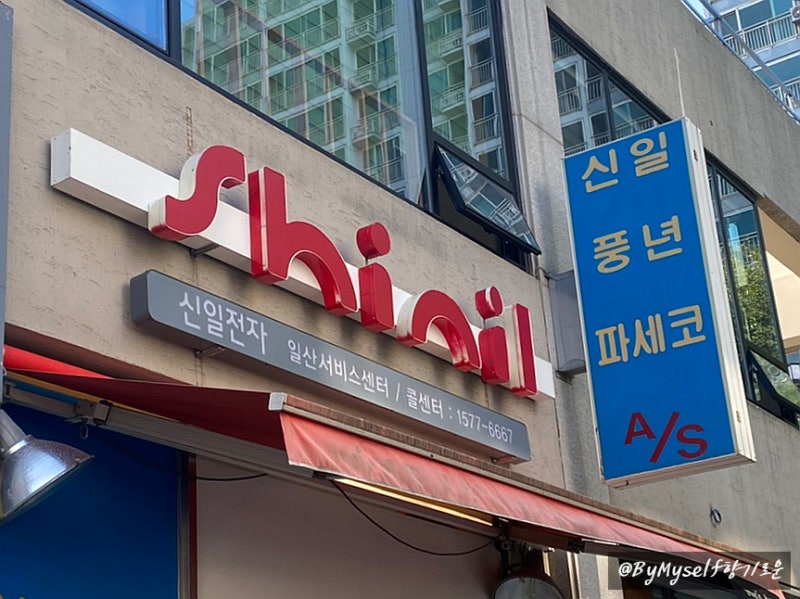 Shinil
신일전자 일산서비스센터 / 콜센터 : 1577-6667
신일
풍년
파세코
A/S
@ByMyself향기로운